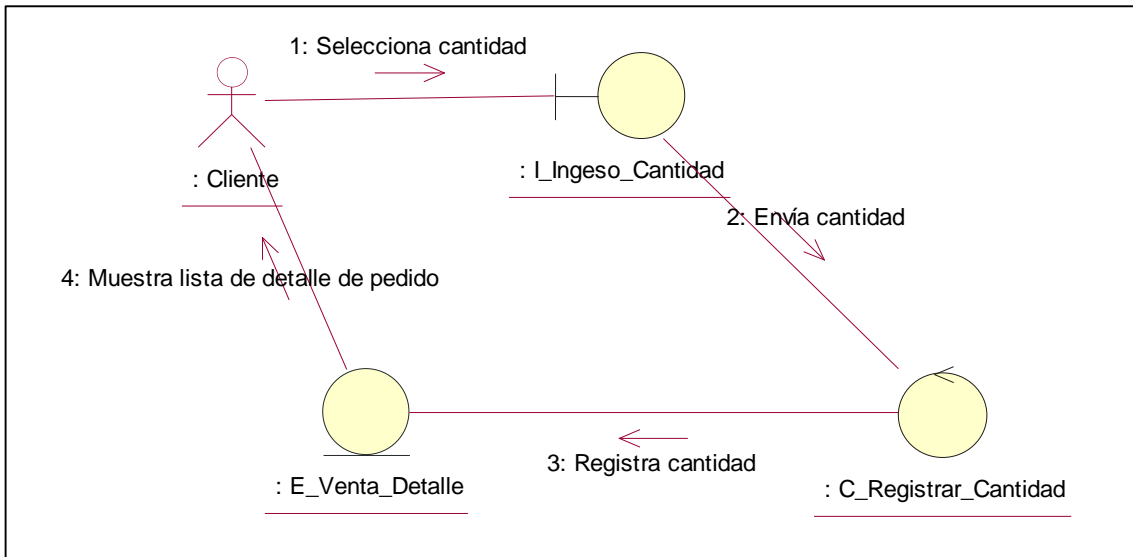 1: Selecciona cantidad
: Cliente
: I_Ingeso_Cantidad
2: Envía cantidad
4: Muestra lista de detalle de pedido
3: Registra cantidad
: E_Venta_Detalle
: C_Registrar_Cantidad